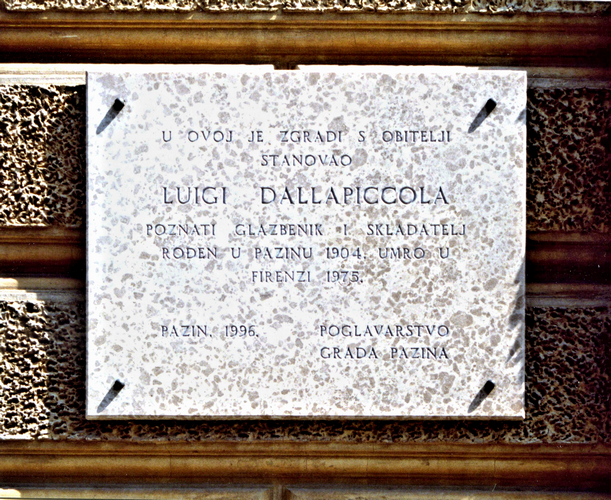 U OVOJ JE ZGRADI S OBITELJI
STANOVAO
LUIGI DALLAPICCOLA
POZNATI GLAZBENIK I SKLADATELJ
ROĐEN U PAZINU 1904. UMRO U
FIRENZI 1975.
PAZIN, 1996.
POGLAVARSTVO
GRADA PAZINA